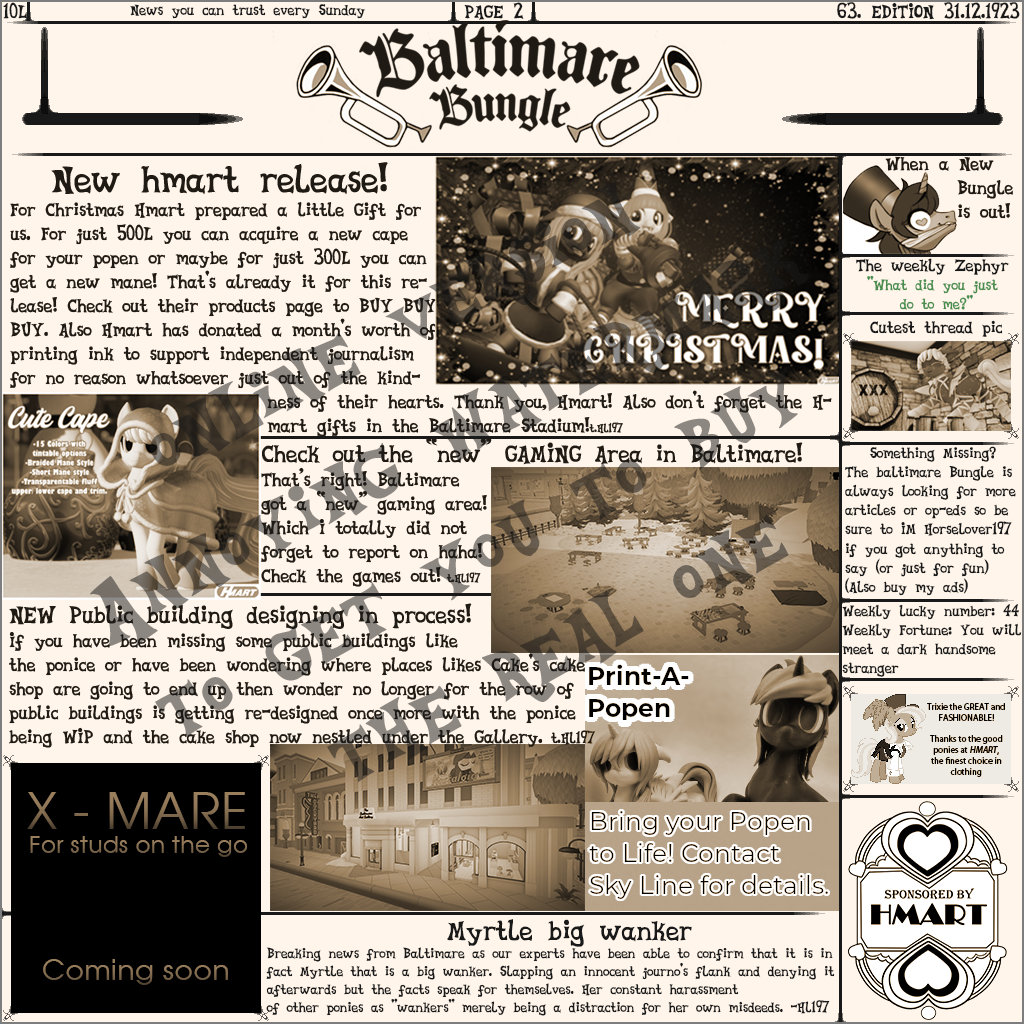 10L
News you can trust every Sunday
PAGE 2
63. EDITION 31.12.1923
Baltimare
Bungle
New hmart release!
For Christmas Hmart prepared a little Gift for
us. For just 500L you can acquire a new cape
for your popen or maybe for just 300L you can
get a new mane! That's already it for this re-
lease! Check out their products page to BUY BUY
BUY. Also Hmart has donated a month's worth of
printing ink to support independent journalism
for no reason whatsoever just out of the kind-
ness of their hearts. Thank you, Hmart! Also don't forget the H-
mart gifts in the Baltimare Stadium!t.HL197
MERRY
CHRISTMAS!
Cute Cape
-15 Colors with
tintable options
-Braided Mane Style
-Short Mane style
-Transparentable fluff
upper, lower cape and trim.
HMART
Check out the "new" GAMING Area in Baltimare!
That's right! Baltimare
got a "new" gaming area!
Which i totally did not
forget to report on haha!
Check the games out! t.HL197
NEW Public building designing in process!
if you have been missing some public buildings like
the ponice or have been wondering where places likes Cake's cake
shop are going to end up then wonder no longer for the row of
public buildings is getting re-designed once more with the ponice
being WiP and the cake shop now nestled under the Gallery. t.HL197
Print-A-
Popen
Bring your Popen
to Life! Contact
Sky Line for details.
X - MARE
For studs on the go
Coming soon
Myrtle big wanker
Breaking news from Baltimare as our experts have been able to confirm that it is in
fact Myrtle that is a big wanker. Slapping an innocent journo's flank and denying it
afterwards but the facts speak for themselves. Her constant harassment
of other ponies as "wankers" merely being a distraction for her own misdeeds. -HL197
When a New
Bungle
is out!
The weekly Zephyr
"What did you just
do to me?"
Cutest thread pic
XXX
Something Missing?
The baltimare Bungle is
always looking for more
articles or op-eds so be
sure to iM HorseLover197
if you got anything to
say (or just for fun)
(Also buy my ads)
Weekly lucky number: 44
Weekly Fortune: You will
meet a dark handsome
stranger
Trixie the GREAT and
FASHIONABLE!
Thanks to the good
ponies at HMART,
the finest choice in
clothing
SPONSORED BY
HMART
ANNOYING WATERMARK
TO GET YOU TO BUY
THE REAL ONE